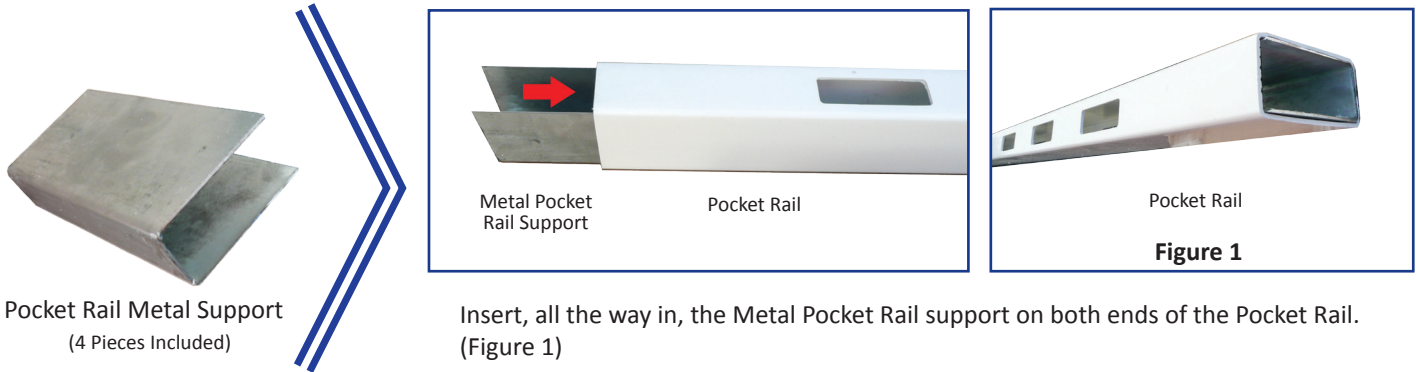 Pocket Rail Metal Support
(4 Pieces Included)
Metal Pocket
Rail Support
Pocket Rail
Pocket Rail
Figure 1
Insert, all the way in, the Metal Pocket Rail support on both ends of the Pocket Rail.
(Figure 1)